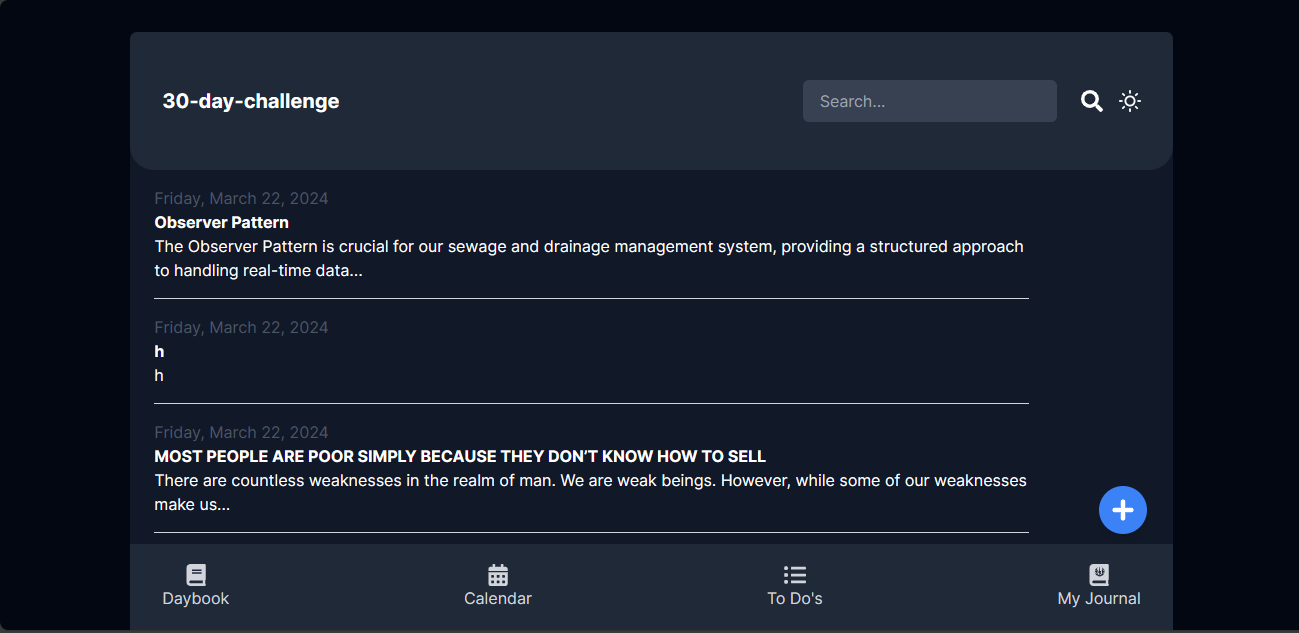 30-day-challenge
Search...
Friday, March 22, 2024
Observer Pattern
The Observer Pattern is crucial for our sewage and drainage management system, providing a structured approach
to handling real-time data...
Friday, March 22, 2024
h
h
Friday, March 22, 2024
MOST PEOPLE ARE POOR SIMPLY BECAUSE THEY DON’T KNOW HOW TO SELL
There are countless weaknesses in the realm of man. We are weak beings. However, while some of our weaknesses
make us...
Daybook
Calendar
To Do's
My Journal